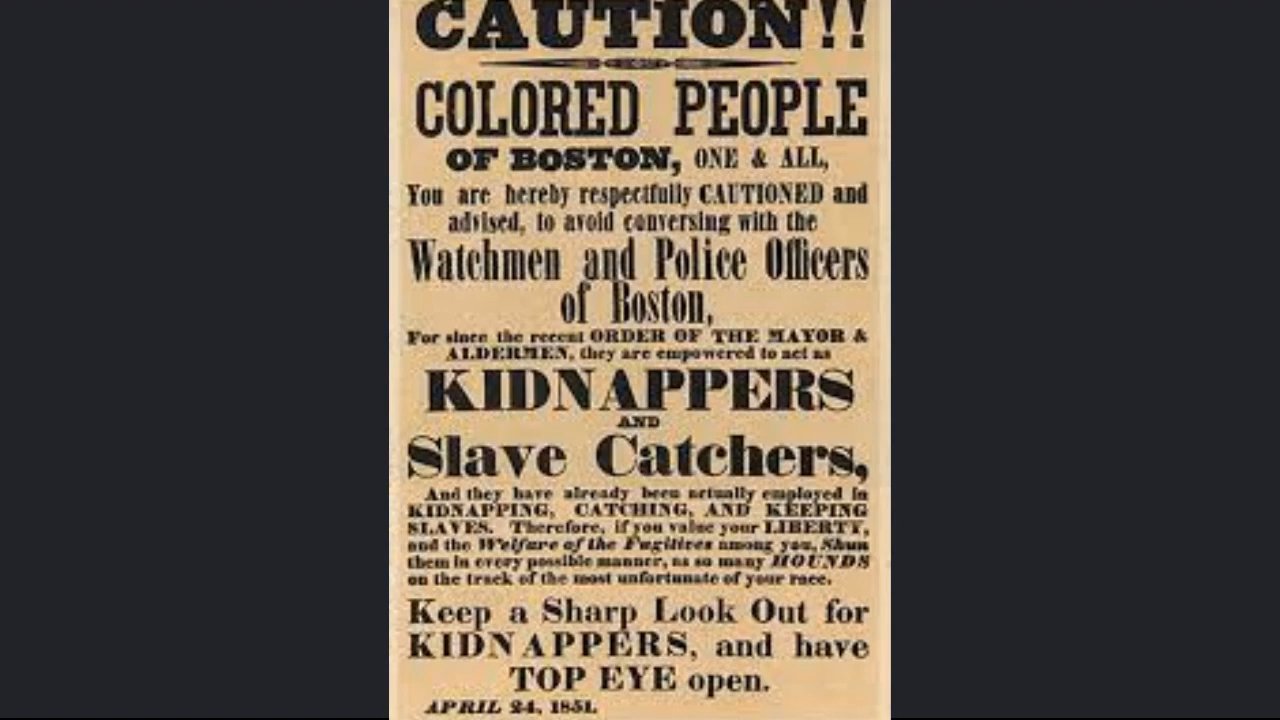 CAUTION!!
COLORED PEOPLE
OF BOSTON, ONE & ALL,
You are hereby respectfully CAUTIONED and
advised, to avoid conversing with the
Watchmen and Police Officers
of Boston,
For since the recent ORDER OF THE MAYOR &
ALDERMEN, they are empowered to act as
KIDNAPPERS
AND
Slave Catchers,
And they have already been actually employed in
KIDNAPPING, CATCHING, AND KEEPING
SLAVES. Therefore, if you value your LIBERTY,
and the Welfare of the Fugitives among you, Shun
them in every possible manner, as so many HOUNDS
on the track of the most unfortunate of your race.
Keep a Sharp Look Out for
KIDNAPPERS, and have
TOP EYE open.
APRIL 24, 1851.